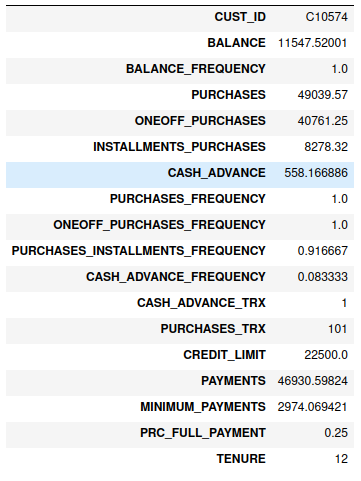 CUST_ID C10574
BALANCE 11547.52001
BALANCE_FREQUENCY 1.0
PURCHASES 49039.57
ONEOFF_PURCHASES 40761.25
INSTALLMENTS_PURCHASES 8278.32
CASH_ADVANCE 558.166886
PURCHASES_FREQUENCY 1.0
ONEOFF_PURCHASES_FREQUENCY 1.0
PURCHASES_INSTALLMENTS_FREQUENCY 0.916667
CASH_ADVANCE_FREQUENCY 0.083333
CASH_ADVANCE_TRX 1
PURCHASES_TRX 101
CREDIT_LIMIT 22500.0
PAYMENTS 46930.59824
MINIMUM_PAYMENTS 2974.069421
PRC_FULL_PAYMENT 0.25
TENURE 12